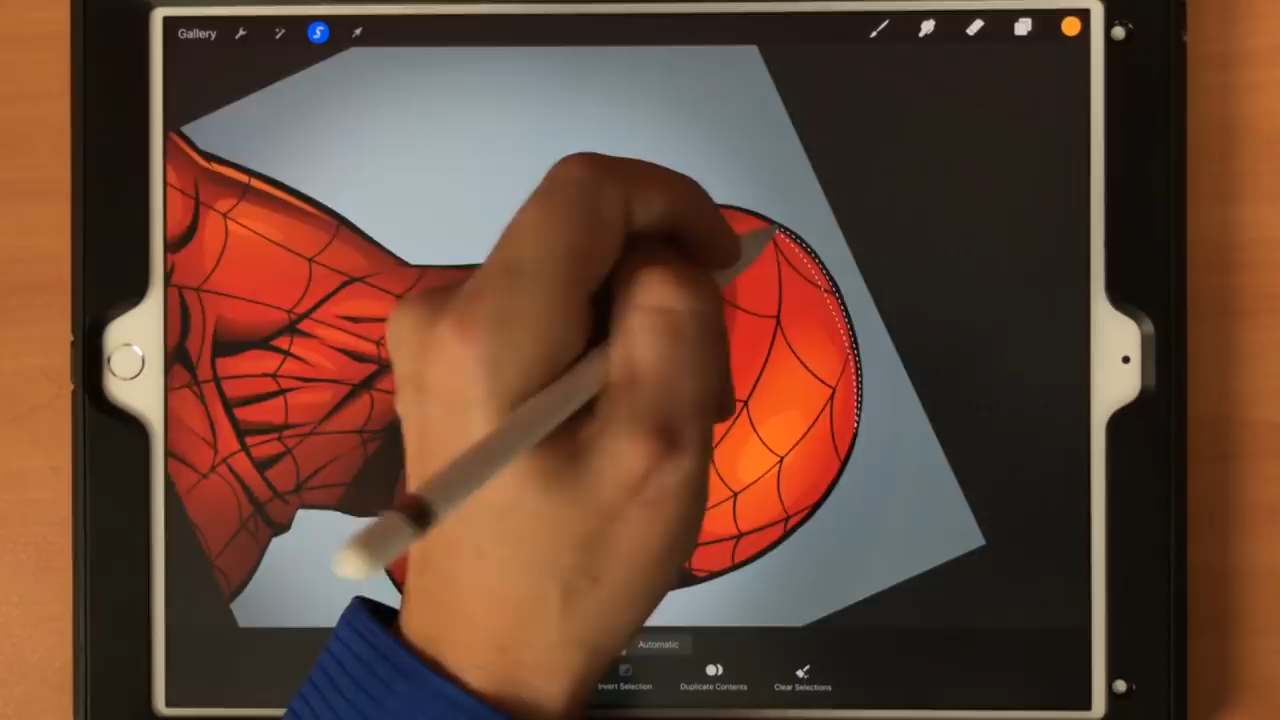 Gallery
Automatic
Invert Selection
Duplicate Contents
Clear Selections